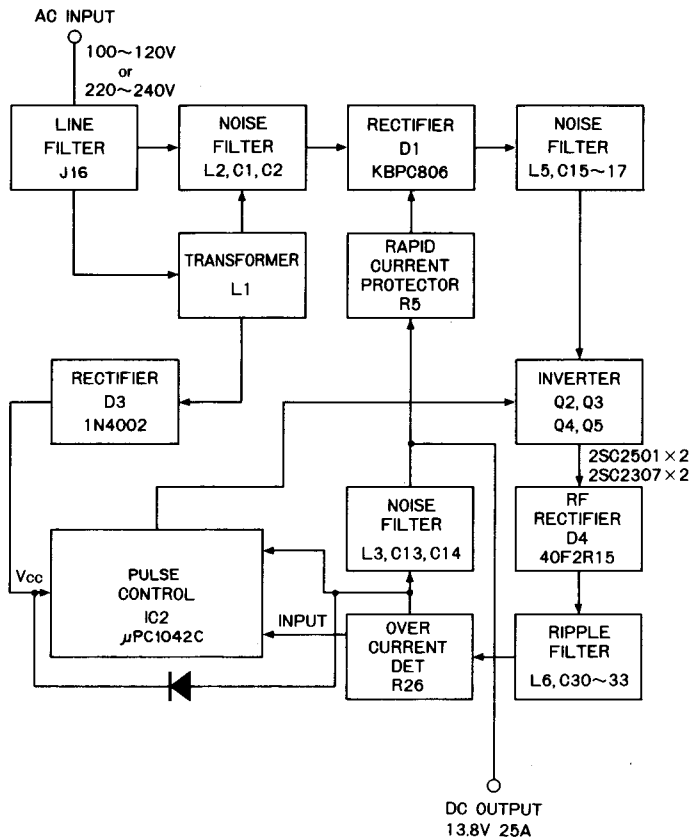 AC INPUT
100～120V
or
220～240V
LINE
FILTER
J16
NOISE
FILTER
L2, C1, C2
RECTIFIER
D1
KBPC806
NOISE
FILTER
L5, C15～17
TRANSFORMER
L1
RAPID
CURRENT
PROTECTOR
R5
RECTIFIER
D3
1N4002
INVERTER
Q2, Q3
Q4, Q5
2SC2501×2
2SC2307×2
NOISE
FILTER
L3, C13, C14
RF
RECTIFIER
D4
40F2R15
Vcc
PULSE
CONTROL
IC2
μPC1042C
INPUT
OVER
CURRENT
DET
R26
RIPPLE
FILTER
L6, C30～33
DC OUTPUT
13.8V 25A